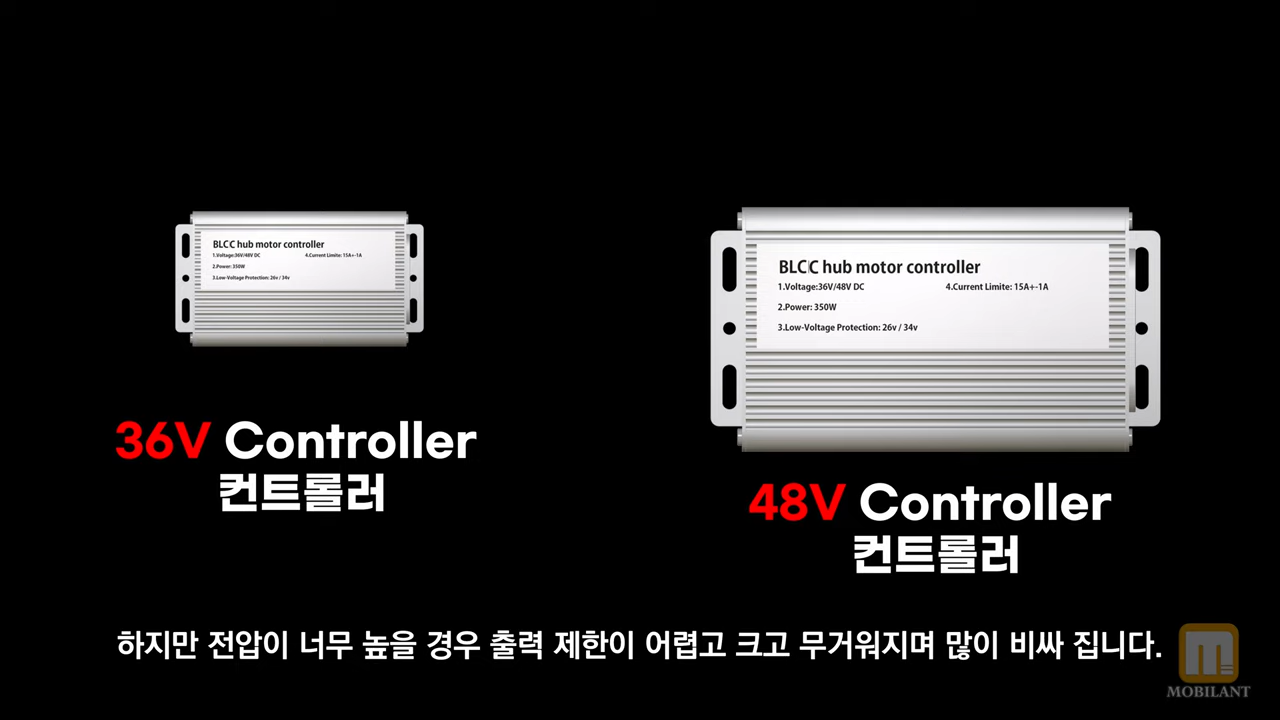 BLCC hub motor controller
1.Voltage:36V/48V DC 4.Current Limite: 15A+-1A
2.Power: 350W
3.Low-Voltage Protection: 26v / 34v
36V Controller
컨트롤러
BLCC hub motor controller
1.Voltage:36V/48V DC 4.Current Limite: 15A+-1A
2.Power: 350W
3.Low-Voltage Protection: 26v / 34v
48V Controller
컨트롤러
하지만 전압이 너무 높을 경우 출력 제한이 어렵고 크고 무거워지며 많이 비싸 집니다.
MOBILANT